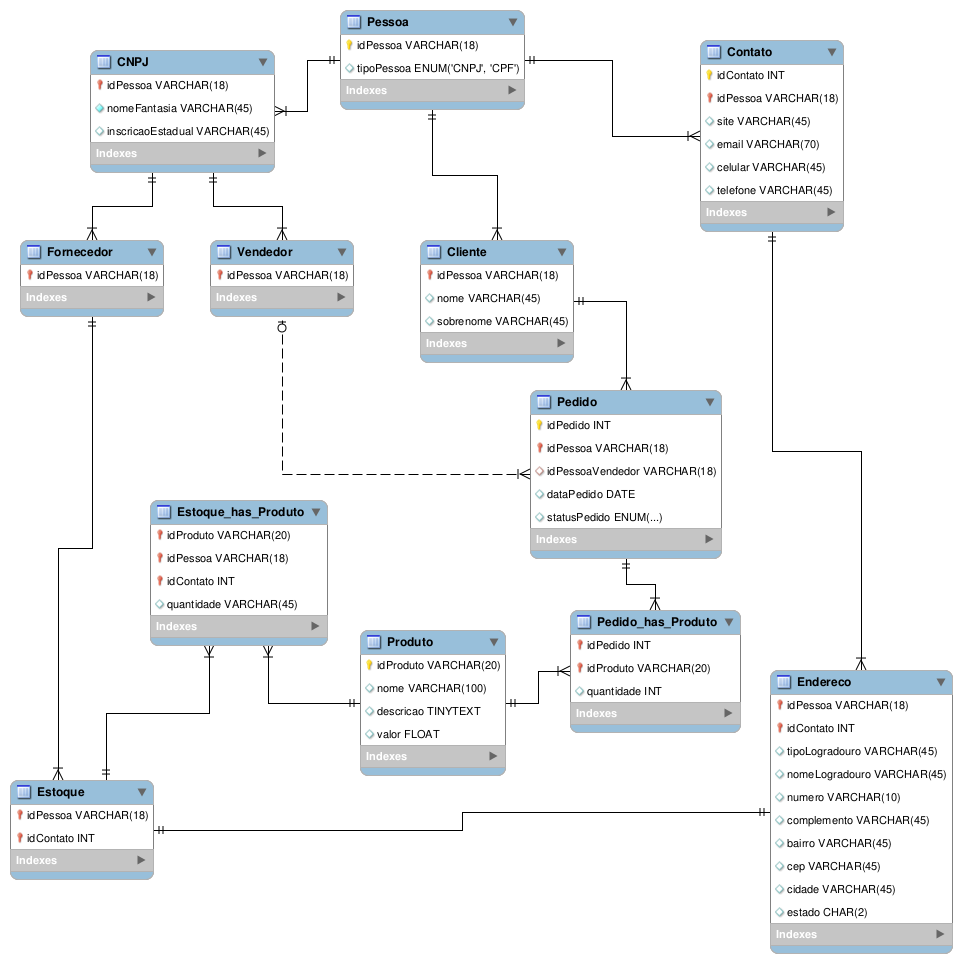 Pessoa
idPessoa VARCHAR(18)
tipoPessoa ENUM('CNPJ', 'CPF')
Indexes
CNPJ
idPessoa VARCHAR(18)
nomeFantasia VARCHAR(45)
inscricaoEstadual VARCHAR(45)
Indexes
Contato
idContato INT
idPessoa VARCHAR(18)
site VARCHAR(45)
email VARCHAR(70)
celular VARCHAR(45)
telefone VARCHAR(45)
Indexes
Fornecedor
idPessoa VARCHAR(18)
Indexes
Vendedor
idPessoa VARCHAR(18)
Indexes
Cliente
idPessoa VARCHAR(18)
nome VARCHAR(45)
sobrenome VARCHAR(45)
Indexes
Pedido
idPedido INT
idPessoa VARCHAR(18)
idPessoaVendedor VARCHAR(18)
dataPedido DATE
statusPedido ENUM(...)
Indexes
Estoque_has_Produto
idProduto VARCHAR(20)
idPessoa VARCHAR(18)
idContato INT
quantidade VARCHAR(45)
Indexes
Produto
idProduto VARCHAR(20)
nome VARCHAR(100)
descricao TINYTEXT
valor FLOAT
Indexes
Pedido_has_Produto
idPedido INT
idProduto VARCHAR(20)
quantidade INT
Indexes
Endereco
idPessoa VARCHAR(18)
idContato INT
tipoLogradouro VARCHAR(45)
nomeLogradouro VARCHAR(45)
numero VARCHAR(10)
complemento VARCHAR(45)
bairro VARCHAR(45)
cep VARCHAR(45)
cidade VARCHAR(45)
estado CHAR(2)
Indexes
Estoque
idPessoa VARCHAR(18)
idContato INT
Indexes